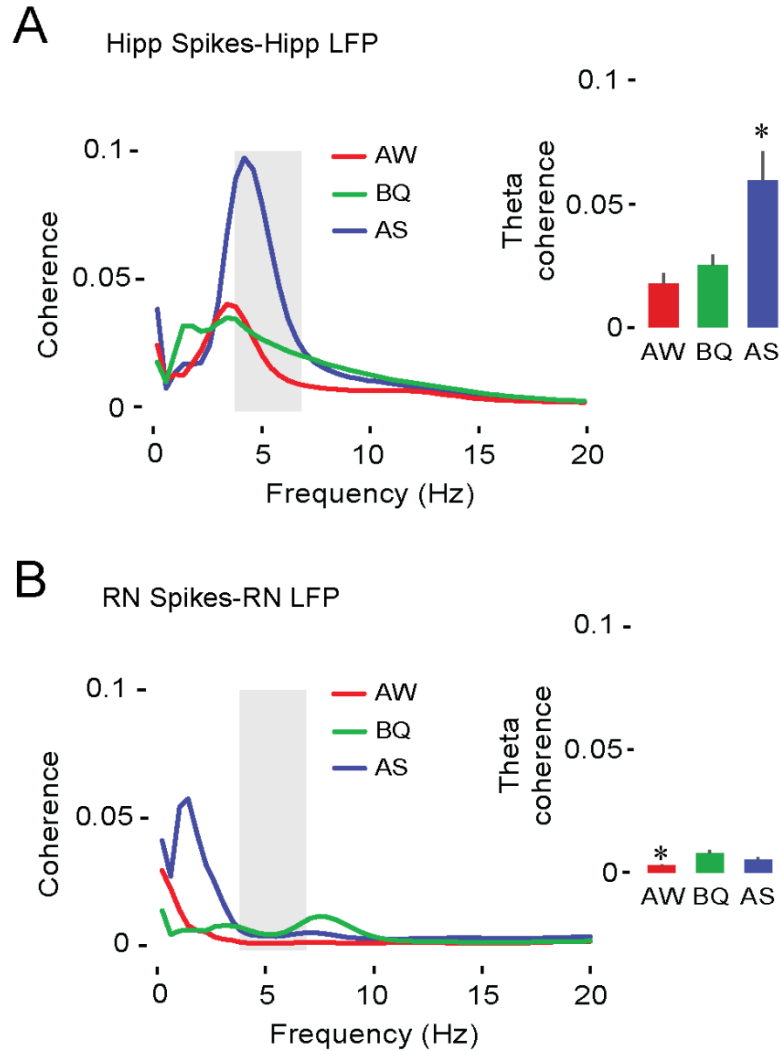 A
Hipp Spikes-Hipp LFP
0.1
0.05
0
Coherence
AW
BQ
AS
0 5 10 15 20
Frequency (Hz)
0.1
0.05
0
Theta
coherence
*
AW BQ AS
B
RN Spikes-RN LFP
0.1
0.05
0
Coherence
AW
BQ
AS
0 5 10 15 20
Frequency (Hz)
0.1
0.05
0
Theta
coherence
*
AW BQ AS